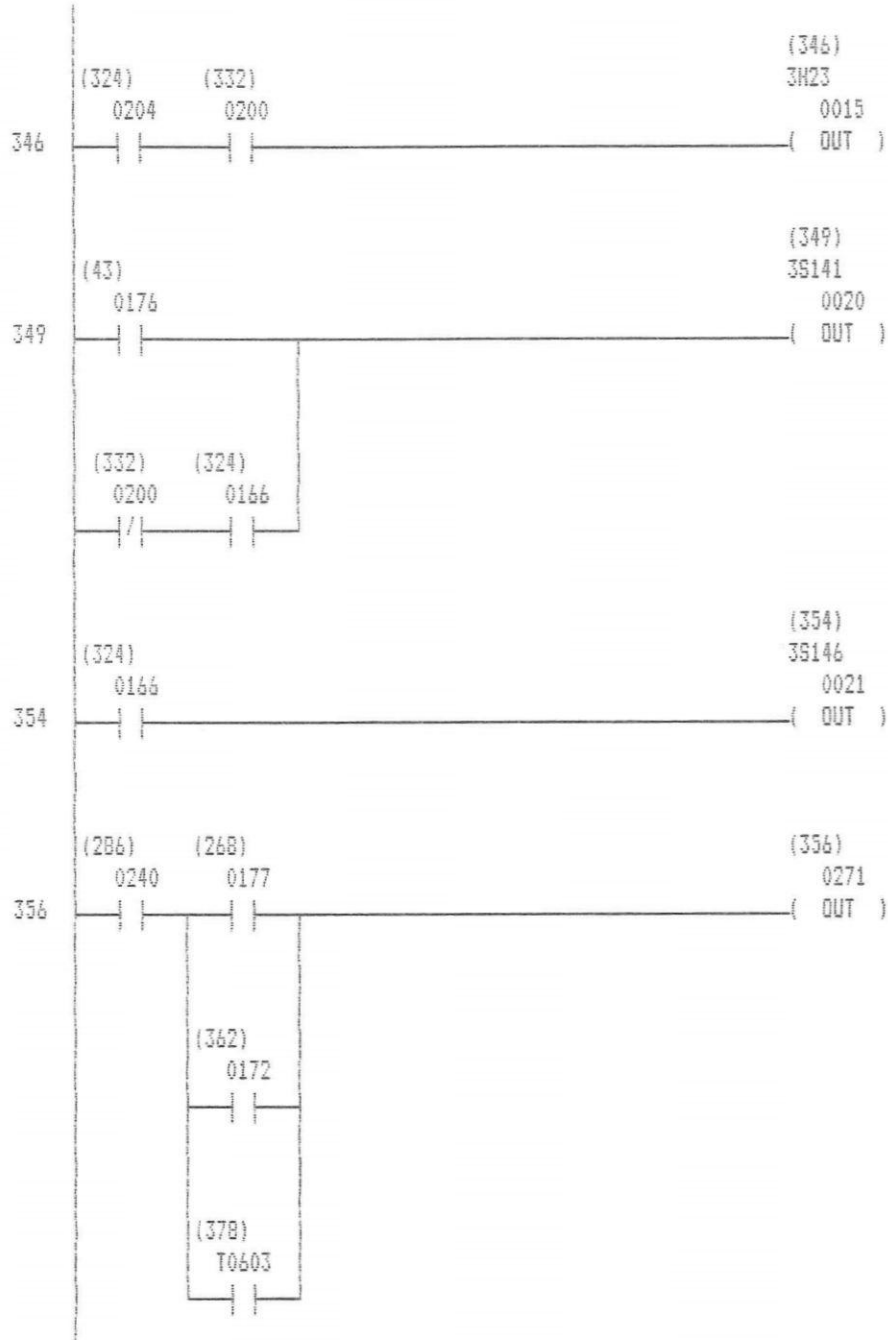 (346)
(324) (332) 3H23
0204 0200 0015
346 ( OUT )
(349)
(43) 3S141
0176 0020
349 ( OUT )
(332) (324)
0200 0166
(354)
(324) 3S146
0166 0021
354 ( OUT )
(286) (268) (356)
0240 0177 0271
356 ( OUT )
(362)
0172
(378)
T0603